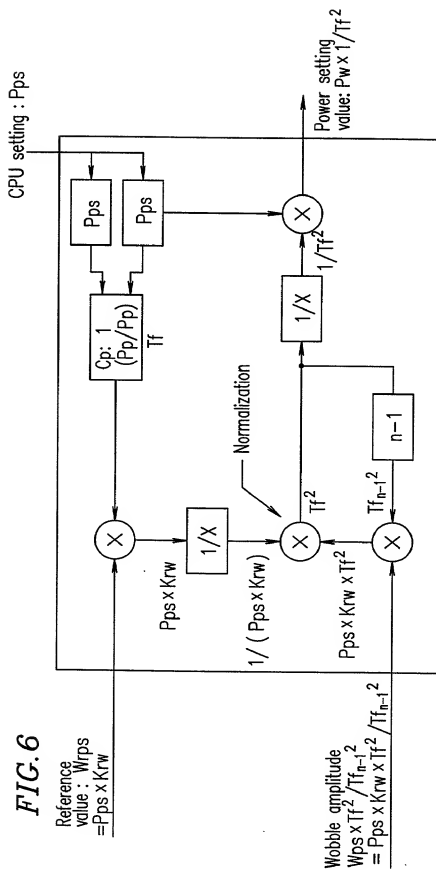 FIG. 6
CPU setting : Pps
Reference
value : Wrps
=Pps x Krw
Pps
Pps
Cp: 1
(Pp/Pp)
Tf
X
Pps x Krw
1/X
1/( Pps x Krw)
Normalization
X
Tf²
1/X
1/Tf²
X
Power setting
value: Pw x 1/Tf²
n-1
Tfₙ₋₁²
X
Pps x Krw x Tf²
Wobble amplitude
Wps x Tf²/Tfₙ₋₁²
= Pps x Krw x Tf²/Tfₙ₋₁²